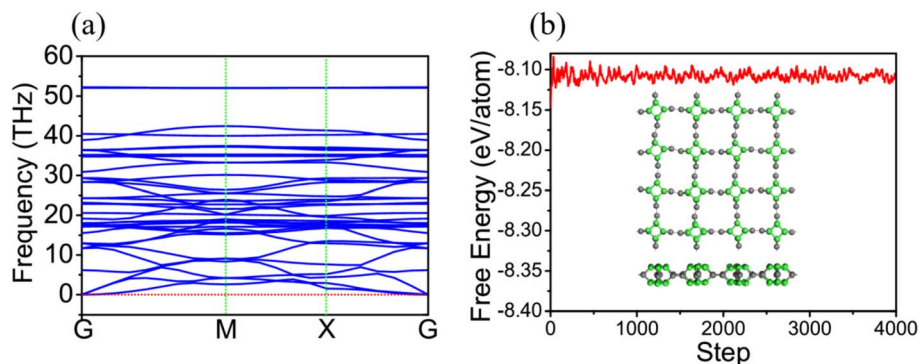 (a)
60
50
40
30
20
10
0
Frequency (THz)
G M X G
(b)
-8.10
-8.15
-8.20
-8.25
-8.30
-8.35
-8.40
Free Energy (eV/atom)
0 1000 2000 3000 4000
Step